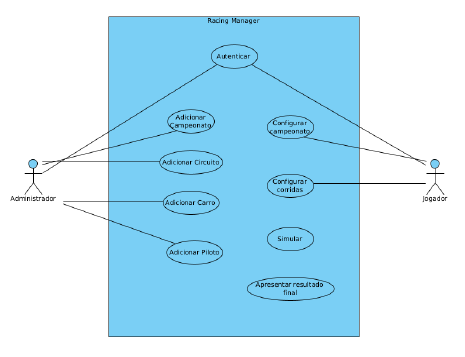 Racing Manager
Autenticar
Adicionar
Campeonato
Configurar
campeonato
Adicionar Circuito
Configurar
corridas
Administrador
Jogador
Adicionar Carro
Simular
Adicionar Piloto
Apresentar resultado
final